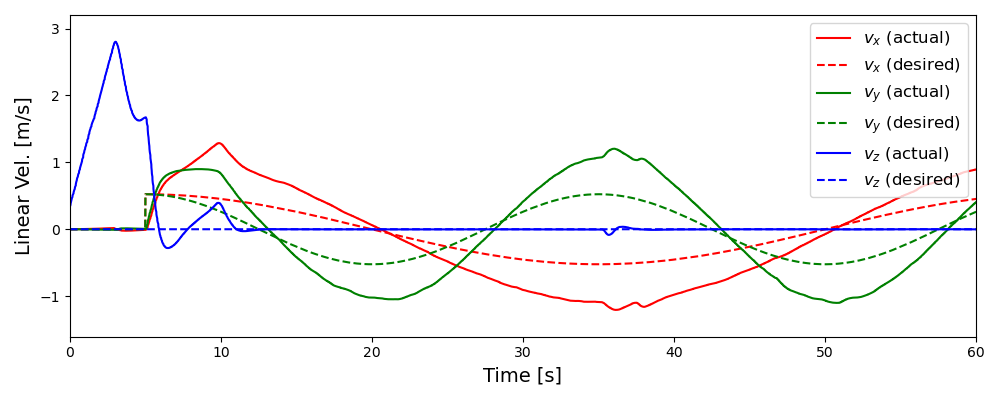 Linear Vel. [m/s]
3
2
1
0
−1
0
10
20
30
40
50
60
Time [s]
v_x (actual)
v_x (desired)
v_y (actual)
v_y (desired)
v_z (actual)
v_z (desired)